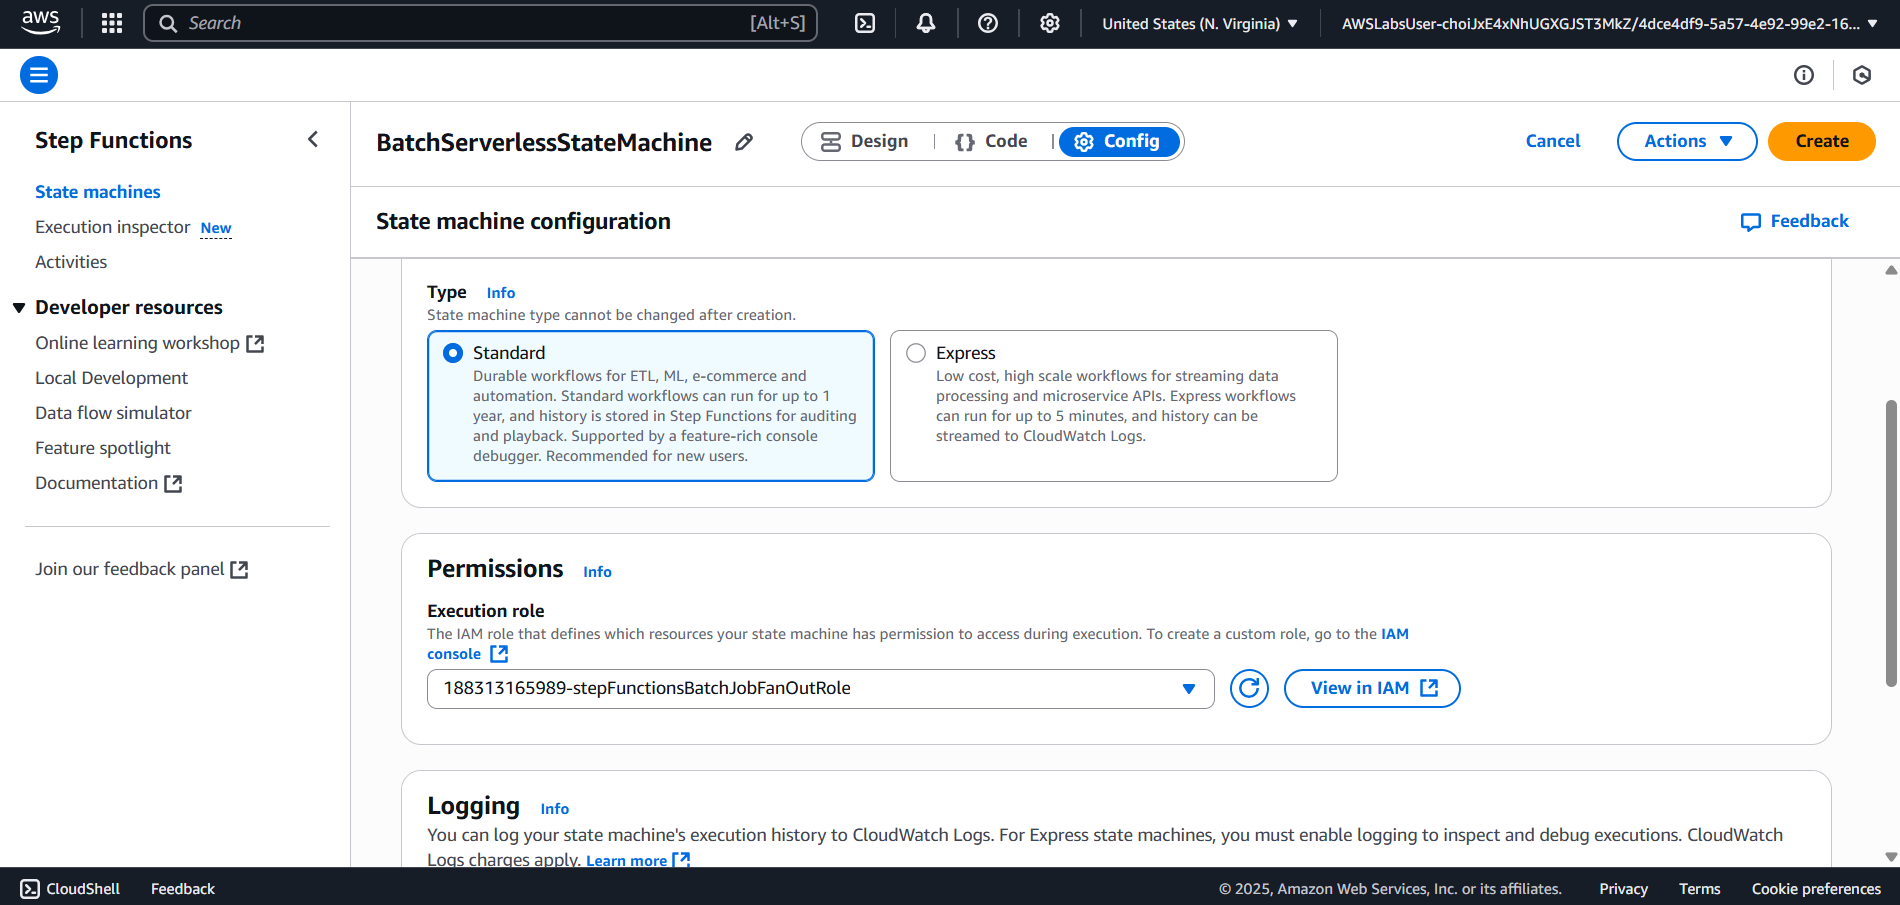 aws
Search [Alt+S]
United States (N. Virginia)
AWSLabsUser-choiJxE4xNhUGXGJST3MkZ/4dce4df9-5a57-4e92-99e2-16...
Step Functions
State machines
Execution inspector New
Activities
Developer resources
Online learning workshop
Local Development
Data flow simulator
Feature spotlight
Documentation
Join our feedback panel
BatchServerlessStateMachine
Design
{} Code
Config
Cancel
Actions
Create
State machine configuration
Feedback
Type Info
State machine type cannot be changed after creation.
Standard
Durable workflows for ETL, ML, e-commerce and
automation. Standard workflows can run for up to 1
year, and history is stored in Step Functions for auditing
and playback. Supported by a feature-rich console
debugger. Recommended for new users.
Express
Low cost, high scale workflows for streaming data
processing and microservice APIs. Express workflows
can run for up to 5 minutes, and history can be
streamed to CloudWatch Logs.
Permissions Info
Execution role
The IAM role that defines which resources your state machine has permission to access during execution. To create a custom role, go to the IAM
console
188313165989-stepFunctionsBatchJobFanOutRole
View in IAM
Logging Info
You can log your state machine's execution history to CloudWatch Logs. For Express state machines, you must enable logging to inspect and debug executions. CloudWatch
Logs charges apply. Learn more
CloudShell
Feedback
© 2025, Amazon Web Services, Inc. or its affiliates.
Privacy
Terms
Cookie preferences